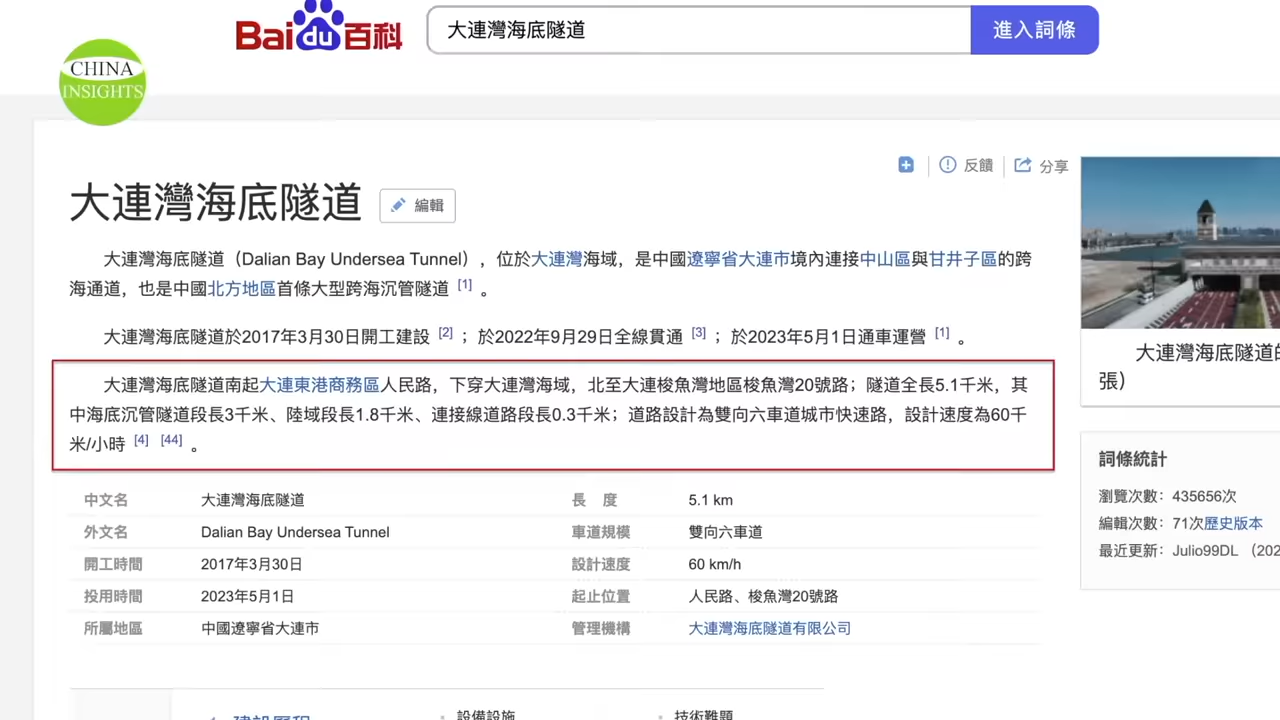 Baidu百科
大連灣海底隧道
進入詞條
CHINA
INSIGHTS
反饋
分享
大連灣海底隧道
編輯
大連灣海底隧道（Dalian Bay Undersea Tunnel），位於大連灣海域，是中國遼寧省大連市境內連接中山區與甘井子區的跨
海通道，也是中國北方地區首條大型跨海沉管隧道 [1] 。
大連灣海底隧道於2017年3月30日開工建設 [2] ；於2022年9月29日全線貫通 [3] ；於2023年5月1日通車運營 [1] 。
大連灣海底隧道南起大連東港商務區人民路，下穿大連灣海域，北至大連梭魚灣地區梭魚灣20號路；隧道全長5.1千米，其
中海底沉管隧道段長3千米、陸域段長1.8千米、連接線道路段長0.3千米；道路設計為雙向六車道城市快速路，設計速度為60千
米/小時 [4] [44] 。
中文名 大連灣海底隧道 長 度 5.1 km
外文名 Dalian Bay Undersea Tunnel 車道規模 雙向六車道
開工時間 2017年3月30日 設計速度 60 km/h
投用時間 2023年5月1日 起止位置 人民路、梭魚灣20號路
所屬地區 中國遼寧省大連市 管理機構 大連灣海底隧道有限公司
大連灣海底隧道的
張）
詞條統計
瀏覽次數：435656次
編輯次數：71次歷史版本
最近更新：Julio99DL （202
1 建設歷程 • 設備設施 • 技術難題